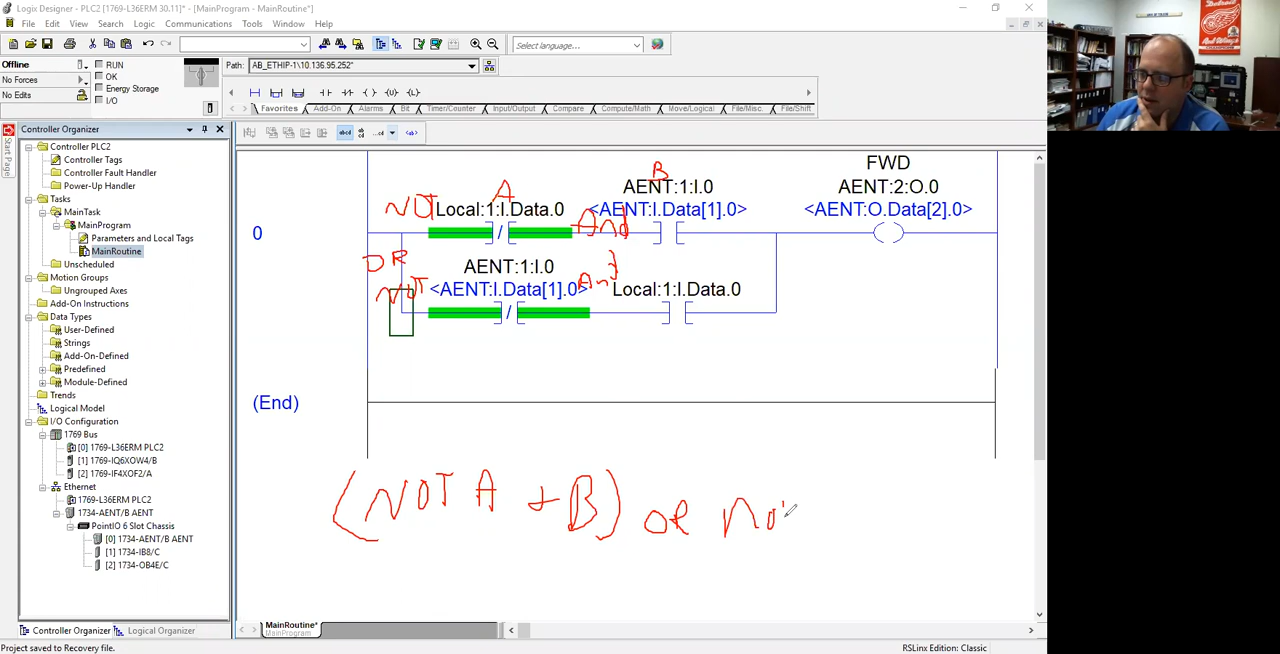 Logix Designer - PLC2 [1769-L36ERM 30.11]* - [MainProgram - MainRoutine]
File Edit View Search Logic Communications Tools Window Help
Select language...
Offline RUN
No Forces OK
No Edits Energy Storage
I/O
Path: AB_ETHIP-1\10.136.95.252*
Favorites Add-On Alarms Bit Timer/Counter Input/Output Compare Compute/Math Move/Logical File/Misc. File/Shift
Start Page
Controller Organizer
Controller PLC2
Controller Tags
Controller Fault Handler
Power-Up Handler
Tasks
MainTask
MainProgram
Parameters and Local Tags
MainRoutine
Unscheduled
Motion Groups
Ungrouped Axes
Add-On Instructions
Data Types
User-Defined
Strings
Add-On-Defined
Predefined
Module-Defined
Trends
Logical Model
I/O Configuration
1769 Bus
[0] 1769-L36ERM PLC2
[1] 1769-IQ6XOW4/B
[2] 1769-IF4XOF2/A
Ethernet
1769-L36ERM PLC2
1734-AENT/B AENT
PointIO 6 Slot Chassis
[0] 1734-AENT/B AENT
[1] 1734-IB8/C
[2] 1734-OB4E/C
Controller Organizer Logical Organizer
Project saved to Recovery file.
FWD
A B
AENT:1:I.0 AENT:2:O.0
NOT Local:1:I.Data.0 <AENT:I.Data[1].0> <AENT:O.Data[2].0>
0 And
OR AENT:1:I.0
NOT <AENT:I.Data[1].0> And Local:1:I.Data.0
(End)
(NOT A + B) OR NOT
MainRoutine*
MainProgram
RSLinx Edition: Classic
Detroit